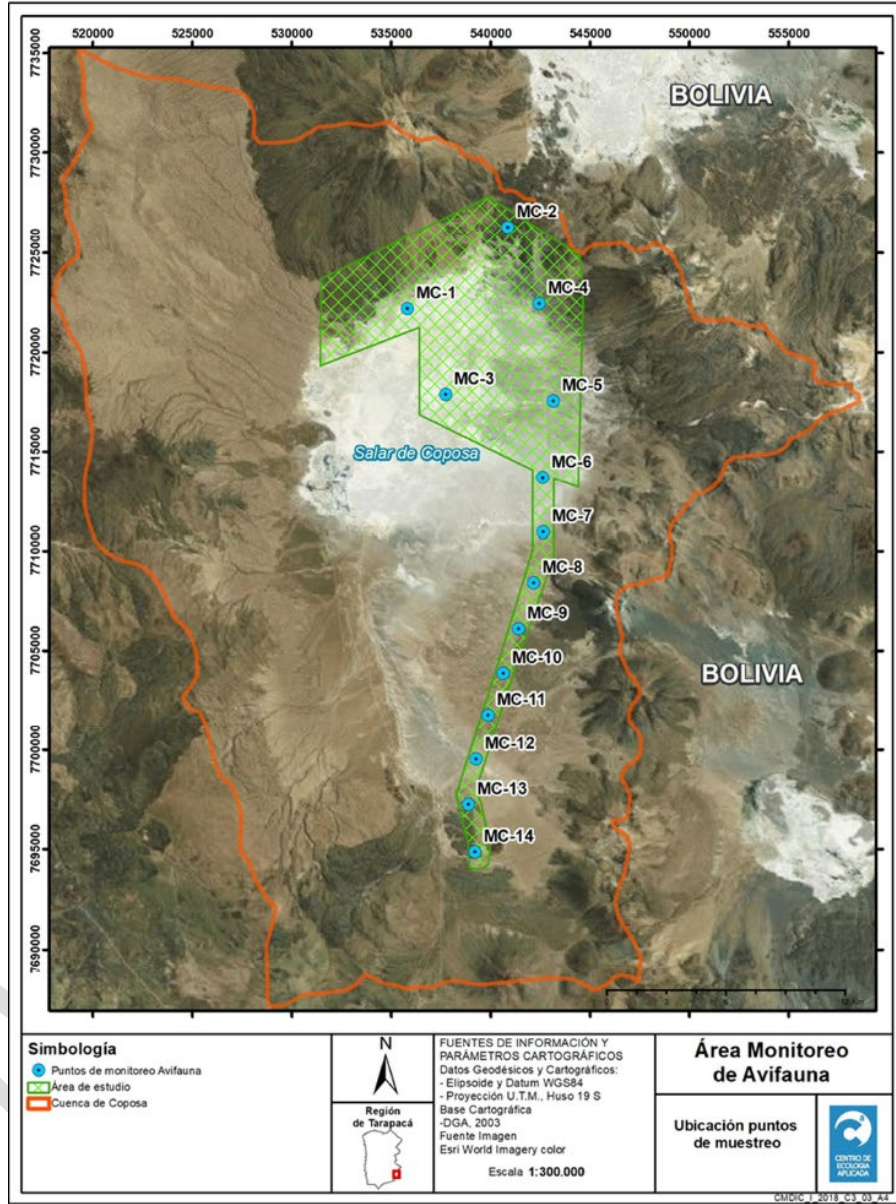 520000 525000 530000 535000 540000 545000 550000 555000
7735000
7730000
7725000
7720000
7715000
7710000
7705000
7700000
7695000
7690000
BOLIVIA
MC-2
MC-1
MC-4
MC-3
MC-5
Salar de Coposa
MC-6
MC-7
MC-8
MC-9
MC-10
BOLIVIA
MC-11
MC-12
MC-13
MC-14
Simbología
Puntos de monitoreo Avifauna
Área de estudio
Cuenca de Coposa
N
Región
de Tarapacá
FUENTES DE INFORMACIÓN Y
PARÁMETROS CARTOGRÁFICOS
Datos Geodésicos y Cartográficos:
- Elipsoide y Datum WGS84
- Proyección U.T.M., Huso 19 S
Base Cartográfica
-DGA, 2003
Fuente Imagen
Esri World Imagery color
Escala 1:300.000
Área Monitoreo
de Avifauna
Ubicación puntos
de muestreo
CENTRO DE
ECOLOGÍA
APLICADA
CMDIC_I_2018_C3_03_A4